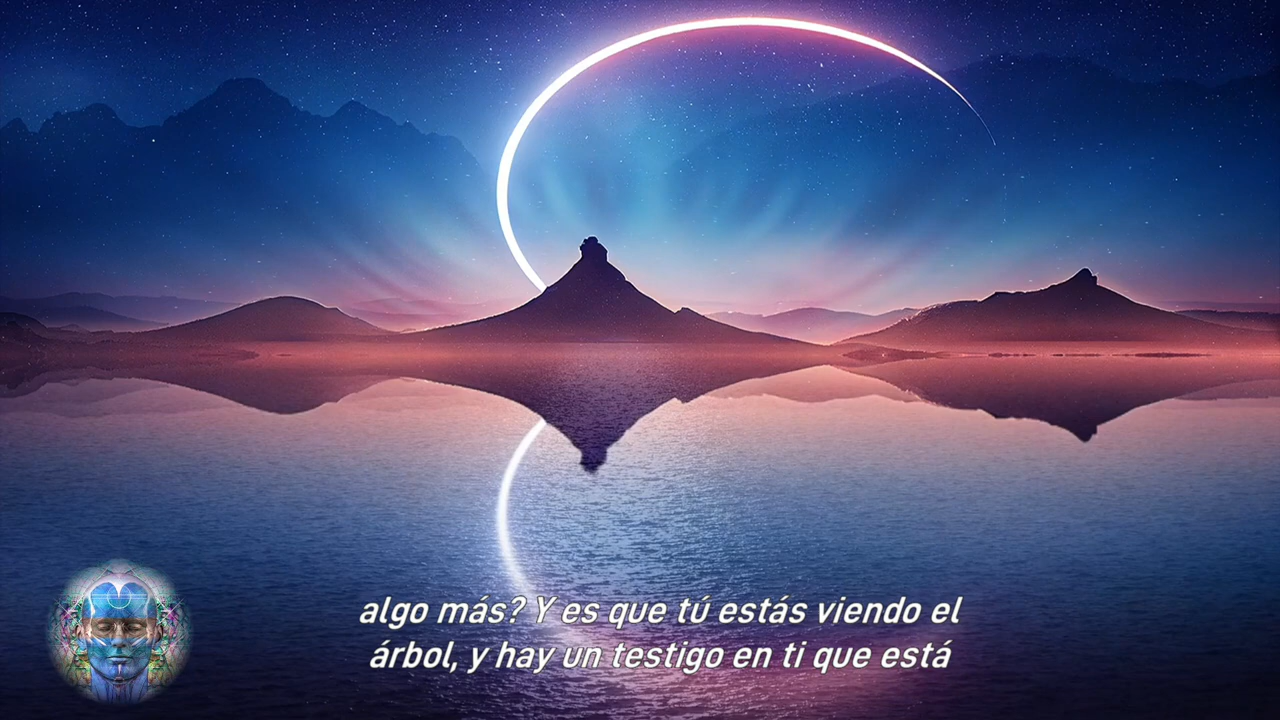 algo más? Y es que tú estás viendo el
árbol, y hay un testigo en ti que está